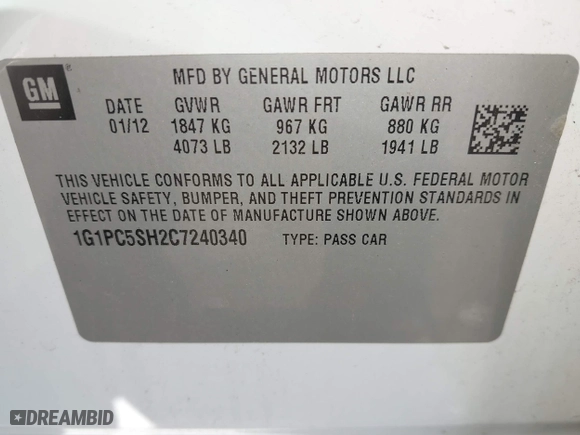 GM
MFD BY GENERAL MOTORS LLC
DATE GVWR GAWR FRT GAWR RR
01/12 1847 KG 967 KG 880 KG
4073 LB 2132 LB 1941 LB
THIS VEHICLE CONFORMS TO ALL APPLICABLE U.S. FEDERAL MOTOR
VEHICLE SAFETY, BUMPER, AND THEFT PREVENTION STANDARDS IN
EFFECT ON THE DATE OF MANUFACTURE SHOWN ABOVE.
1G1PC5SH2C7240340 TYPE: PASS CAR
DREAMBID